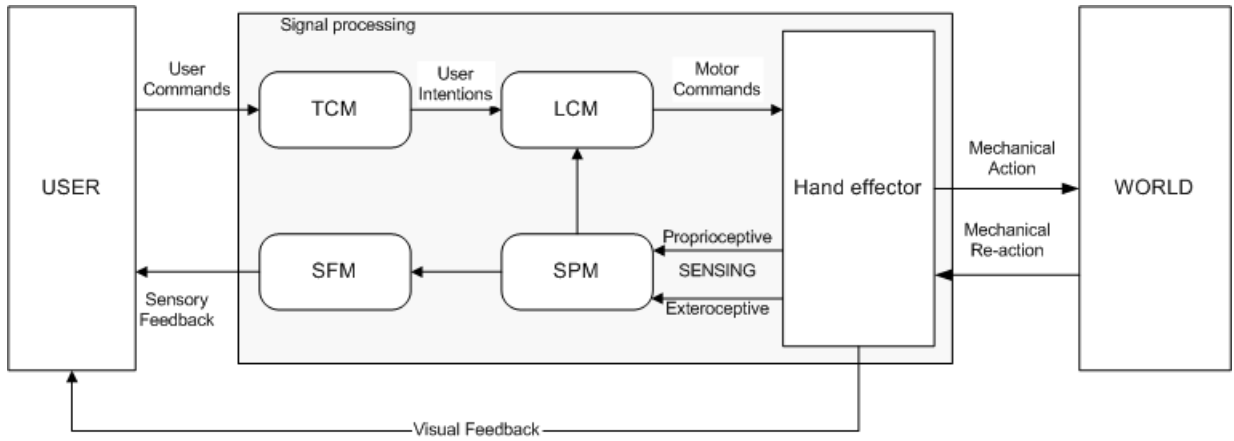 Signal processing
User
Commands
TCM
User
Intentions
LCM
Motor
Commands
USER
Hand effector
Mechanical
Action
WORLD
Mechanical
Re-action
Proprioceptive
SENSING
Exteroceptive
SPM
SFM
Sensory
Feedback
Visual Feedback